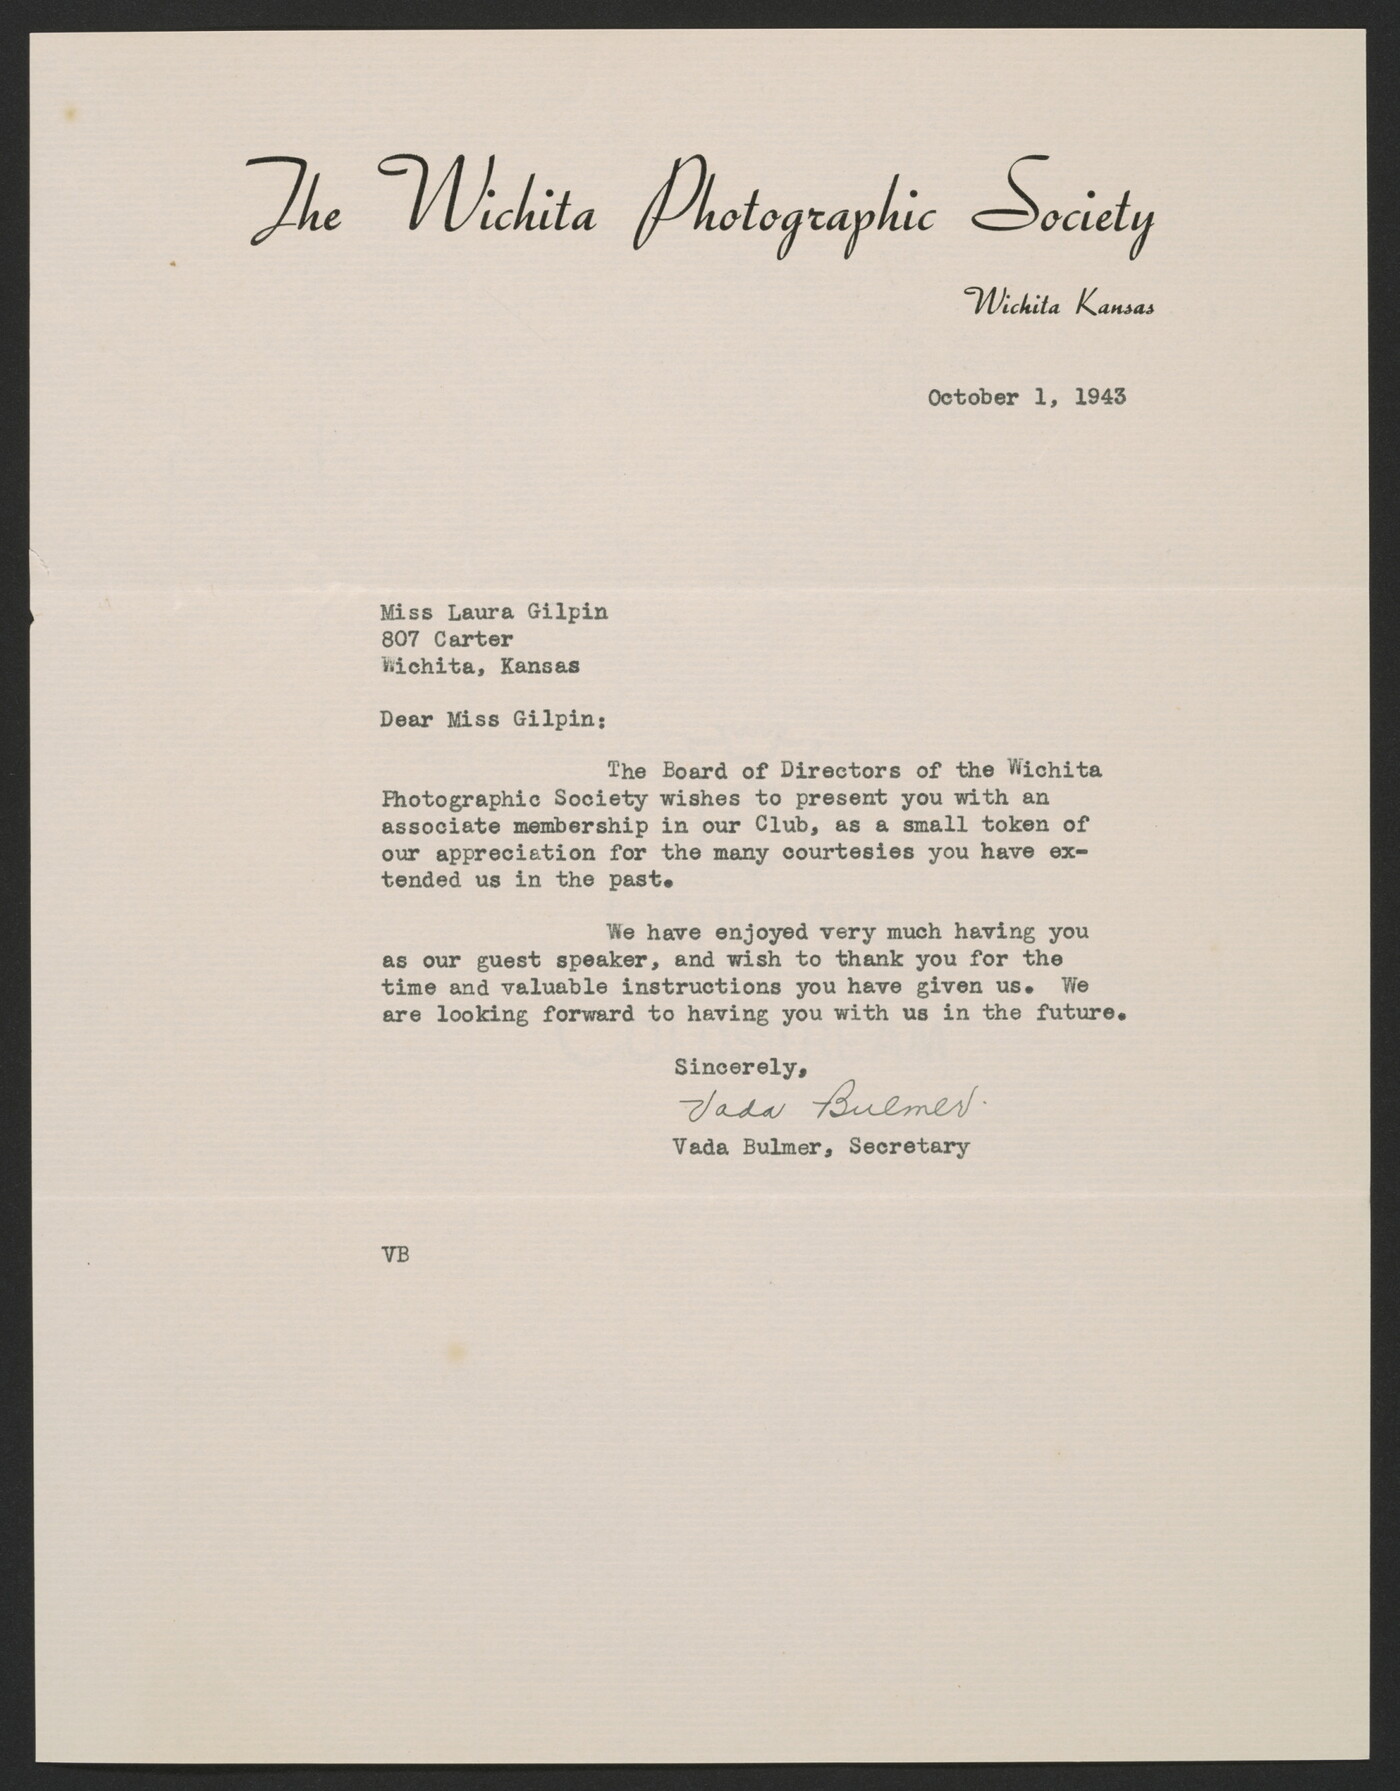 The Wichita Photographic Society
Wichita Kansas
October 1, 1943
Miss Laura Gilpin
807 Carter
Wichita, Kansas
Dear Miss Gilpin:
The Board of Directors of the Wichita
Photographic Society wishes to present you with an
associate membership in our Club, as a small token of
our appreciation for the many courtesies you have ex-
tended us in the past.
We have enjoyed very much having you
as our guest speaker, and wish to thank you for the
time and valuable instructions you have given us.  We
are looking forward to having you with us in the future.
Sincerely,
Vada Bulmer.
Vada Bulmer, Secretary
VB